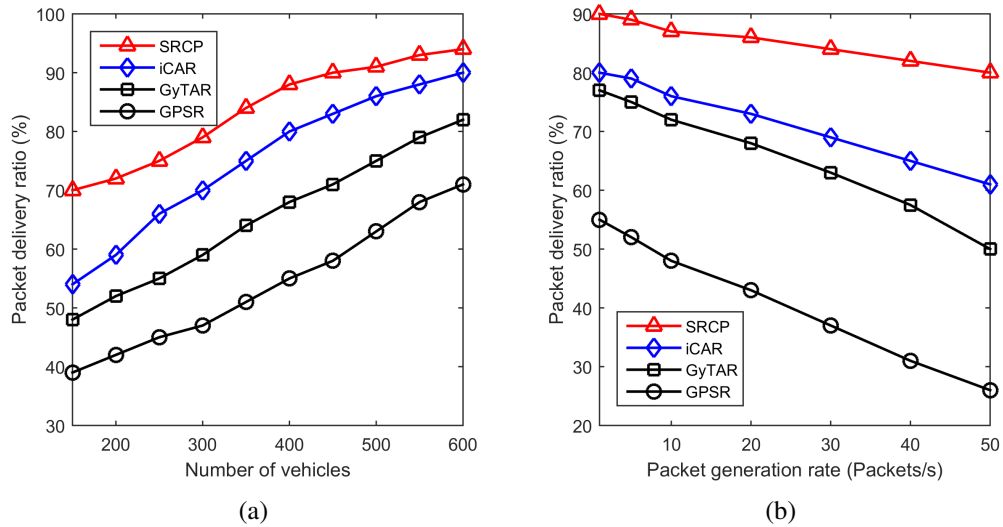 100
90
80
70
60
50
40
30
Packet delivery ratio (%)
SRCP
iCAR
GyTAR
GPSR
200 300 400 500 600
Number of vehicles
(a)
90
80
70
60
50
40
30
20
Packet delivery ratio (%)
SRCP
iCAR
GyTAR
GPSR
10 20 30 40 50
Packet generation rate (Packets/s)
(b)